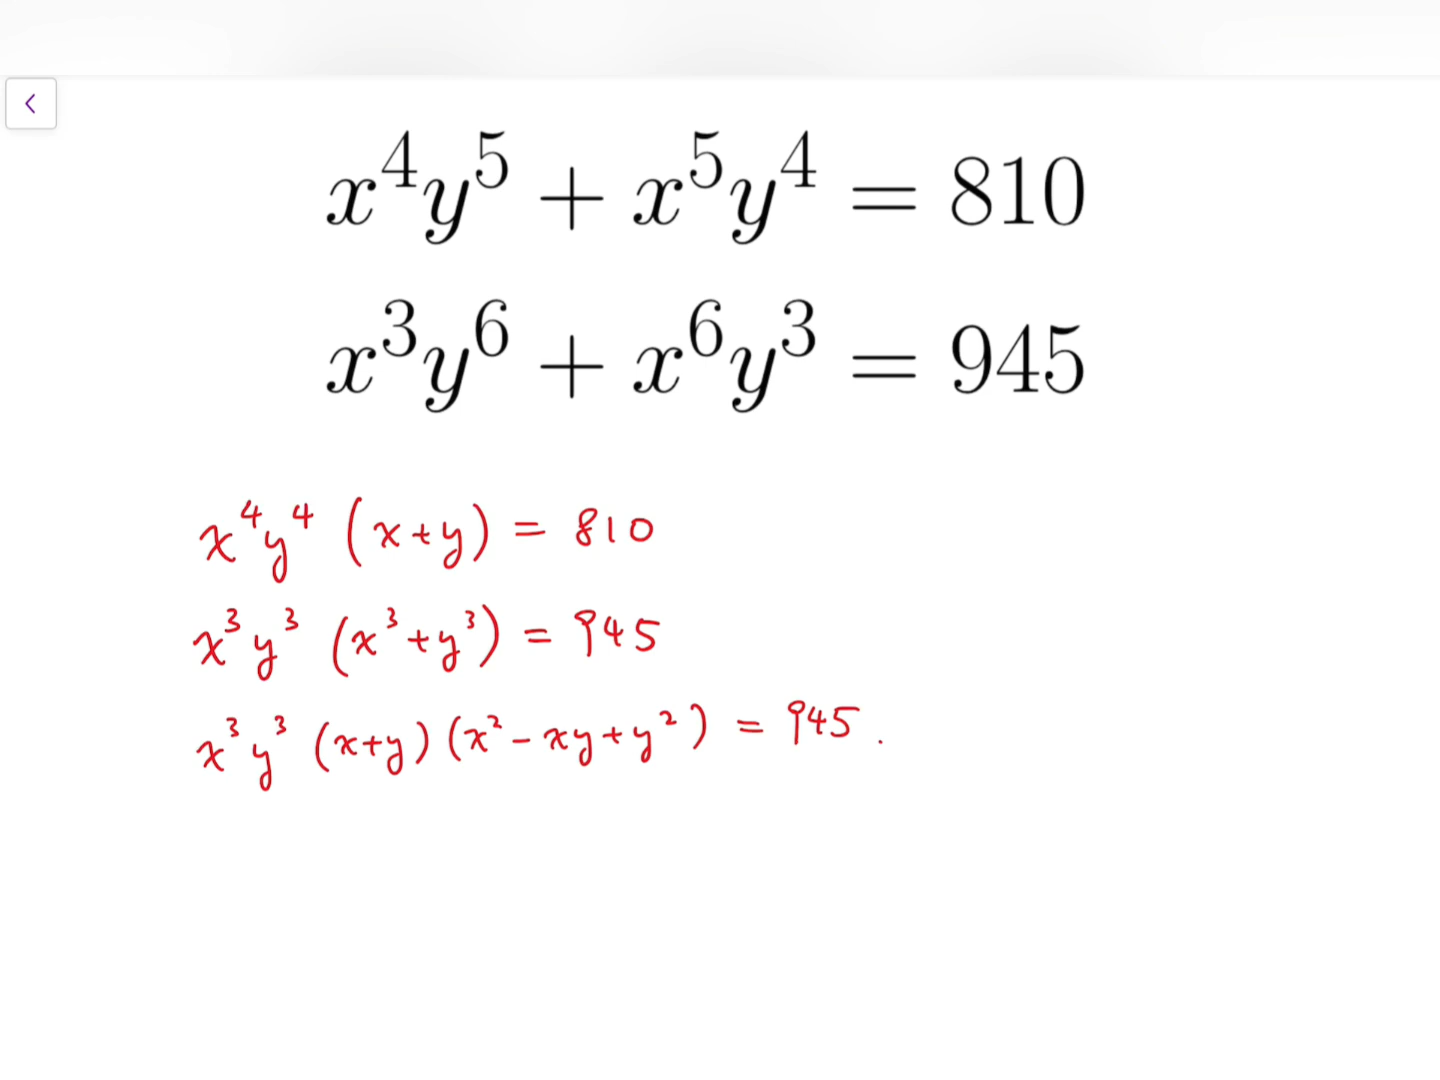 x⁴y⁵ + x⁵y⁴ = 810
x³y⁶ + x⁶y³ = 945
x⁴y⁴ (x+y) = 810
x³y³ (x³+y³) = 945
x³y³ (x+y) (x²-xy+y²) = 945.